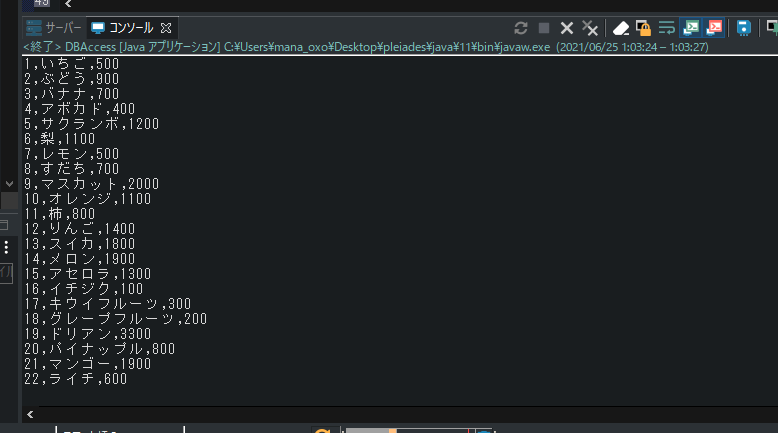 サーバー コンソール
<終了> DBAccess [Java アプリケーション] C:¥Users¥mana_oxo¥Desktop¥pleiades¥java¥11¥bin¥javaw.exe (2021/06/25 1:03:24 – 1:03:27)
1,いちご,500
2,ぶどう,900
3,バナナ,700
4,アボカド,400
5,サクランボ,1200
6,梨,1100
7,レモン,500
8,すだち,700
9,マスカット,2000
10,オレンジ,1100
11,柿,800
12,りんご,1400
13,スイカ,1800
14,メロン,1900
15,アセロラ,1300
16,イチジク,100
17,キウイフルーツ,300
18,グレープフルーツ,200
19,ドリアン,3300
20,パイナップル,800
21,マンゴー,1900
22,ライチ,600